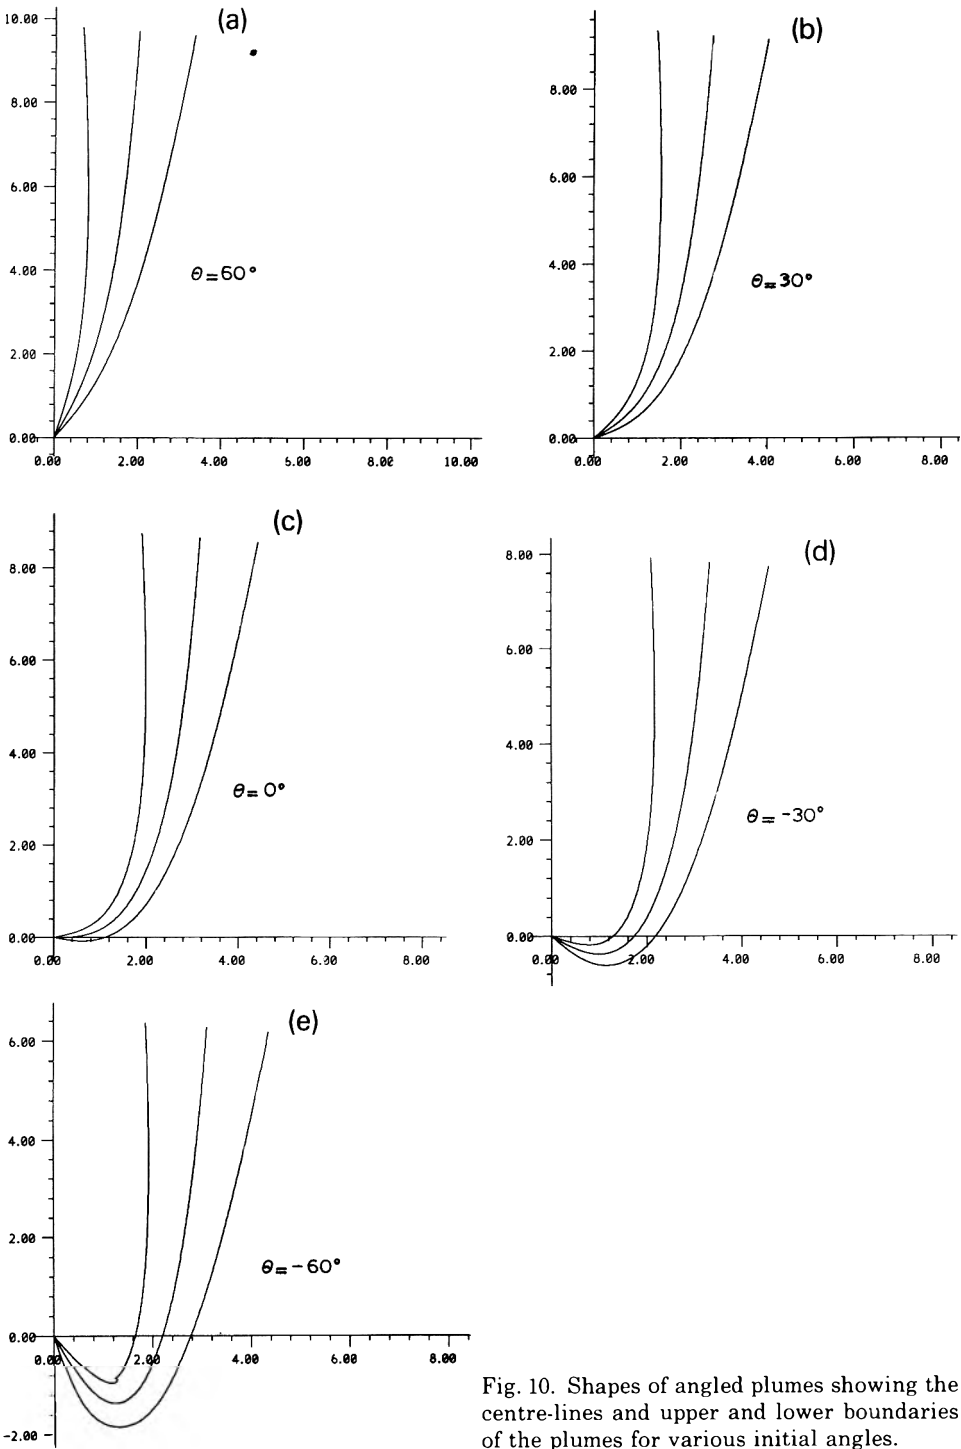 (a)
10.00
8.00
6.00
4.00
2.00
0.00
0.00 2.00 4.00 6.00 8.00 10.00
θ=60°
(b)
8.00
6.00
4.00
2.00
0.00
0.00 2.00 4.00 6.00 8.00
θ=30°
(c)
8.00
6.00
4.00
2.00
0.00
0.00 2.00 4.00 6.00 8.00
θ=0°
(d)
8.00
6.00
4.00
2.00
0.00
0.00 2.00 4.00 6.00 8.00
θ=-30°
(e)
6.00
4.00
2.00
0.00
0.00 2.00 4.00 6.00 8.00
-2.00
θ=-60°
Fig. 10. Shapes of angled plumes showing the
centre-lines and upper and lower boundaries
of the plumes for various initial angles.